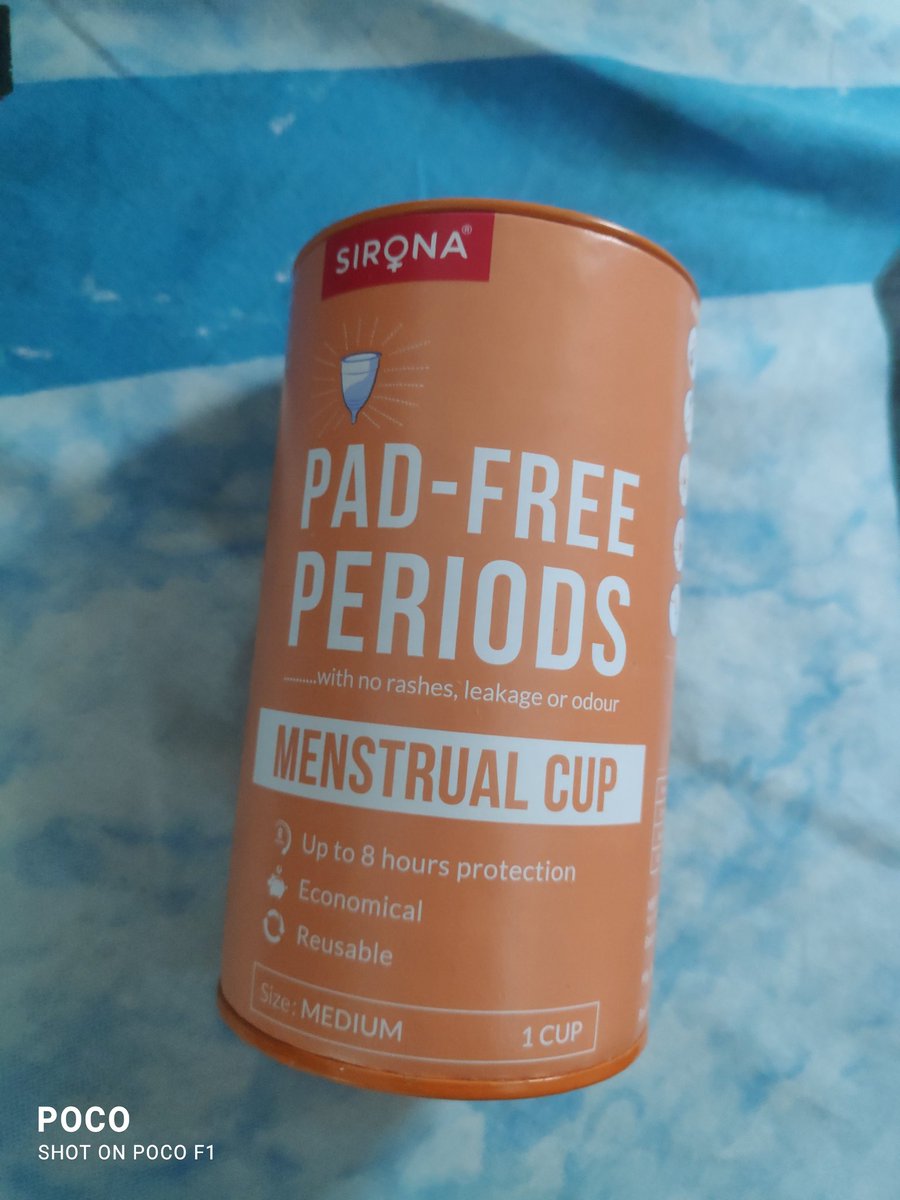 SIRONA®
PAD-FREE
PERIODS
..........with no rashes, leakage or odour
MENSTRUAL CUP
Up to 8 hours protection
Economical
Reusable
Size: MEDIUM 1 CUP
POCO
SHOT ON POCO F1